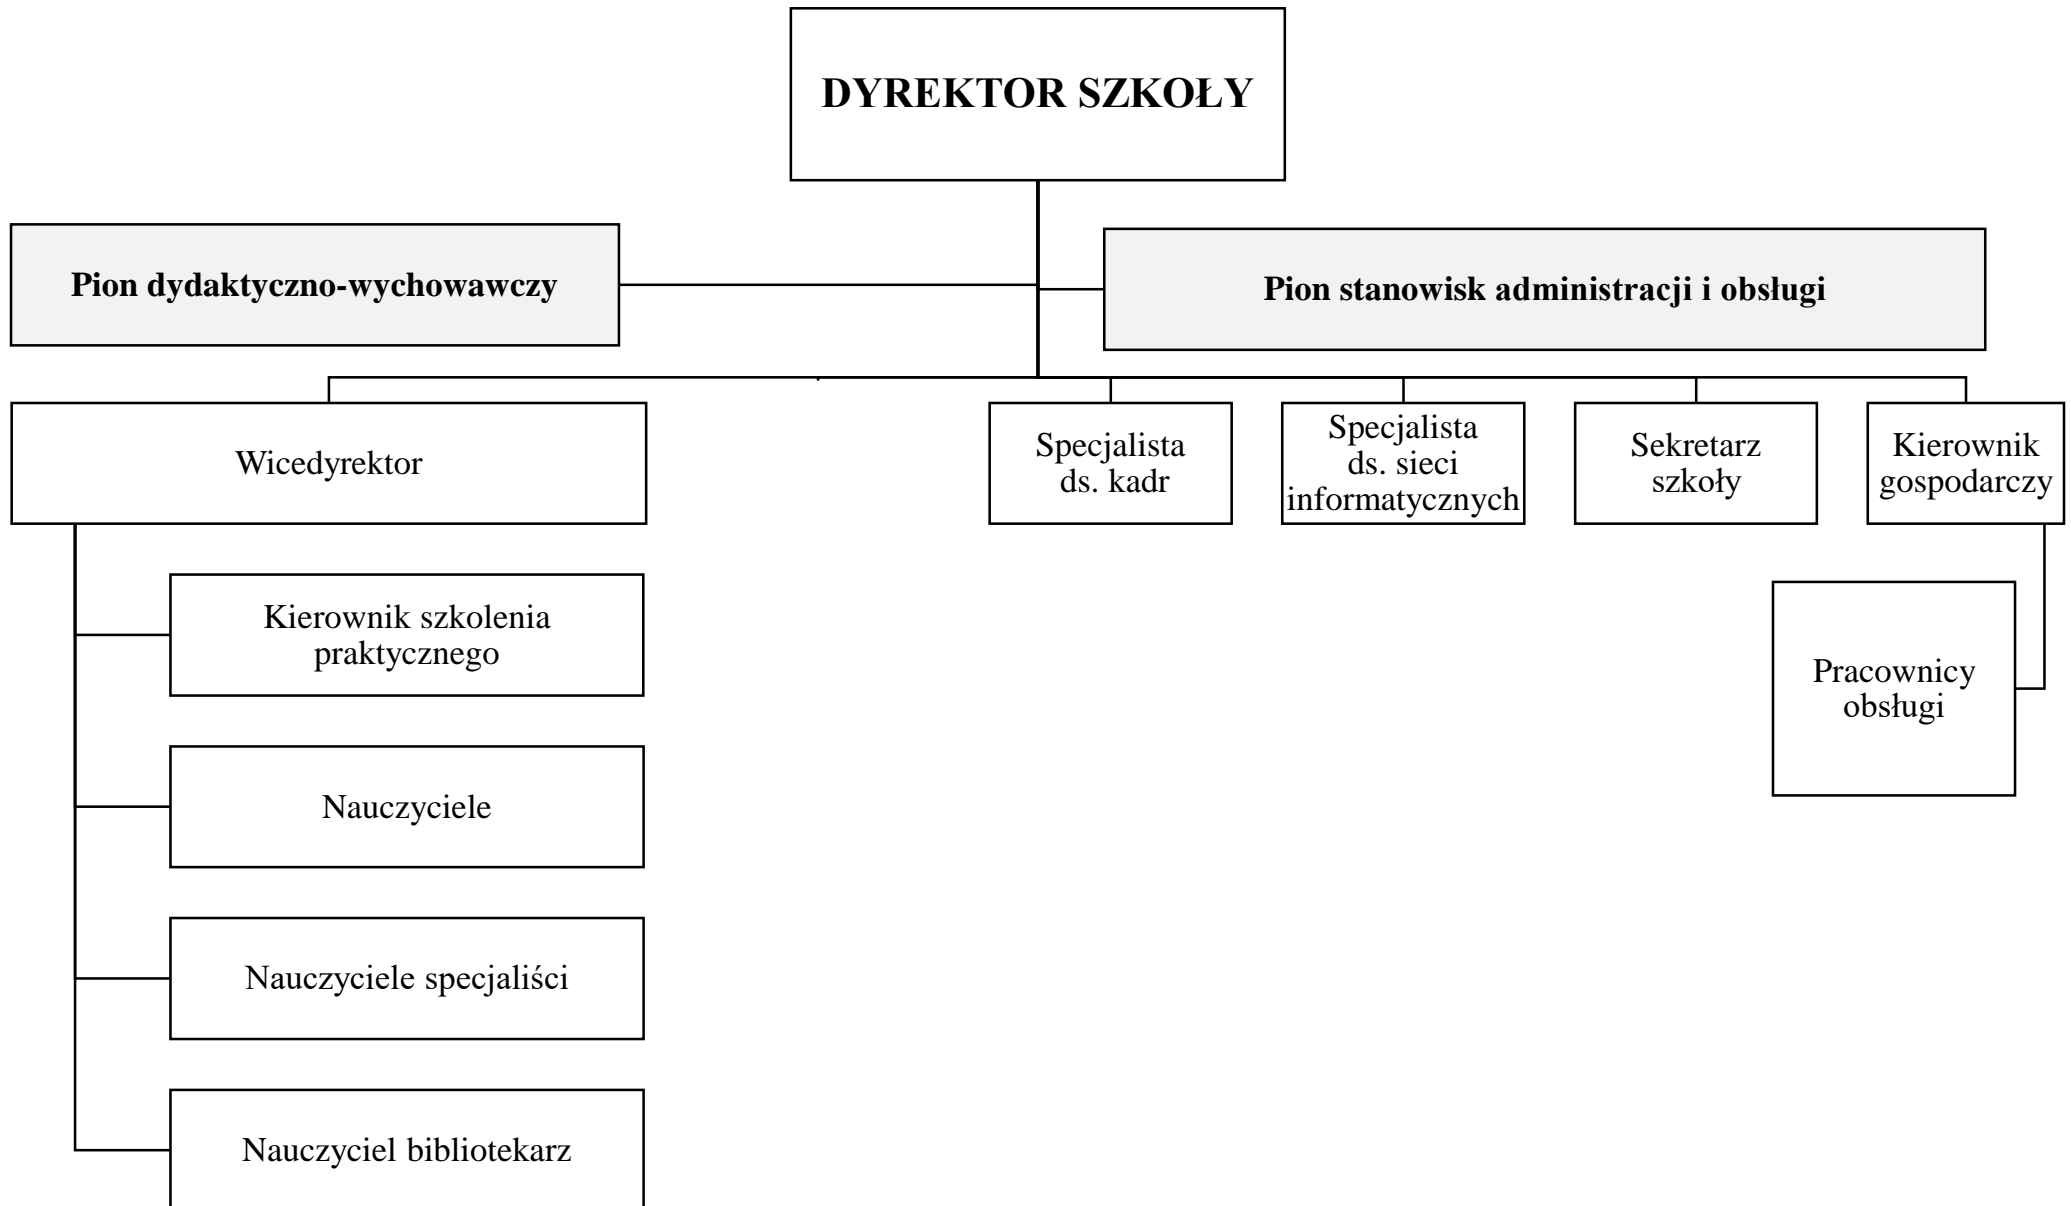 DYREKTOR SZKOŁY
Pion dydaktyczno-wychowawczy
Pion stanowisk administracji i obsługi
Wicedyrektor
Specjalista
ds. kadr
Specjalista
ds. sieci
informatycznych
Sekretarz
szkoły
Kierownik
gospodarczy
Kierownik szkolenia
praktycznego
Nauczyciele
Nauczyciele specjaliści
Nauczyciel bibliotekarz
Pracownicy
obsługi